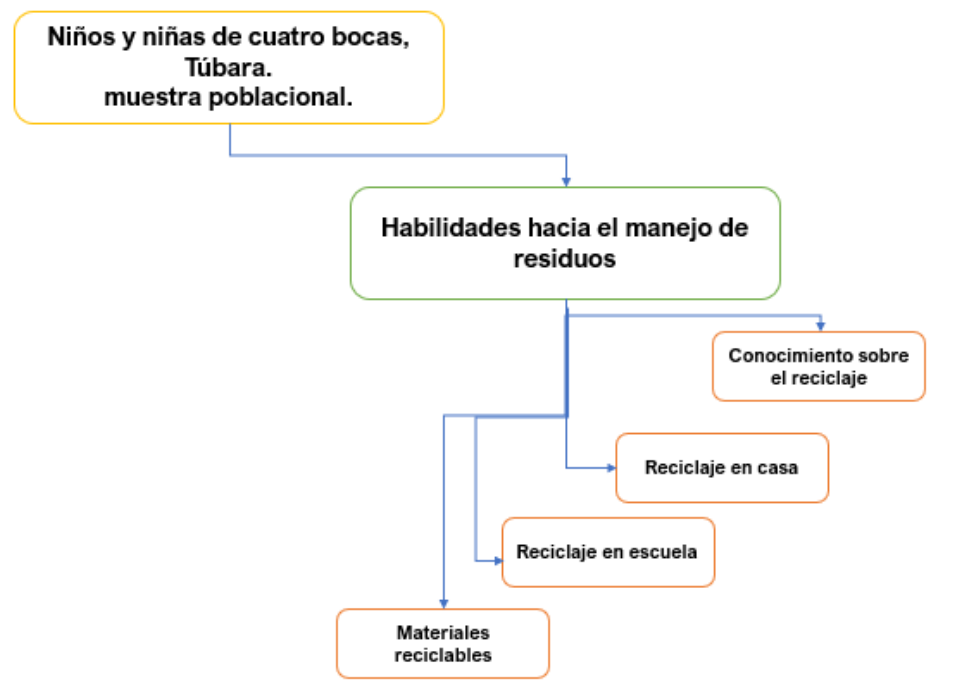 Niños y niñas de cuatro bocas,
Túbara.
muestra poblacional.
Habilidades hacia el manejo de
residuos
Conocimiento sobre
el reciclaje
Reciclaje en casa
Reciclaje en escuela
Materiales
reciclables